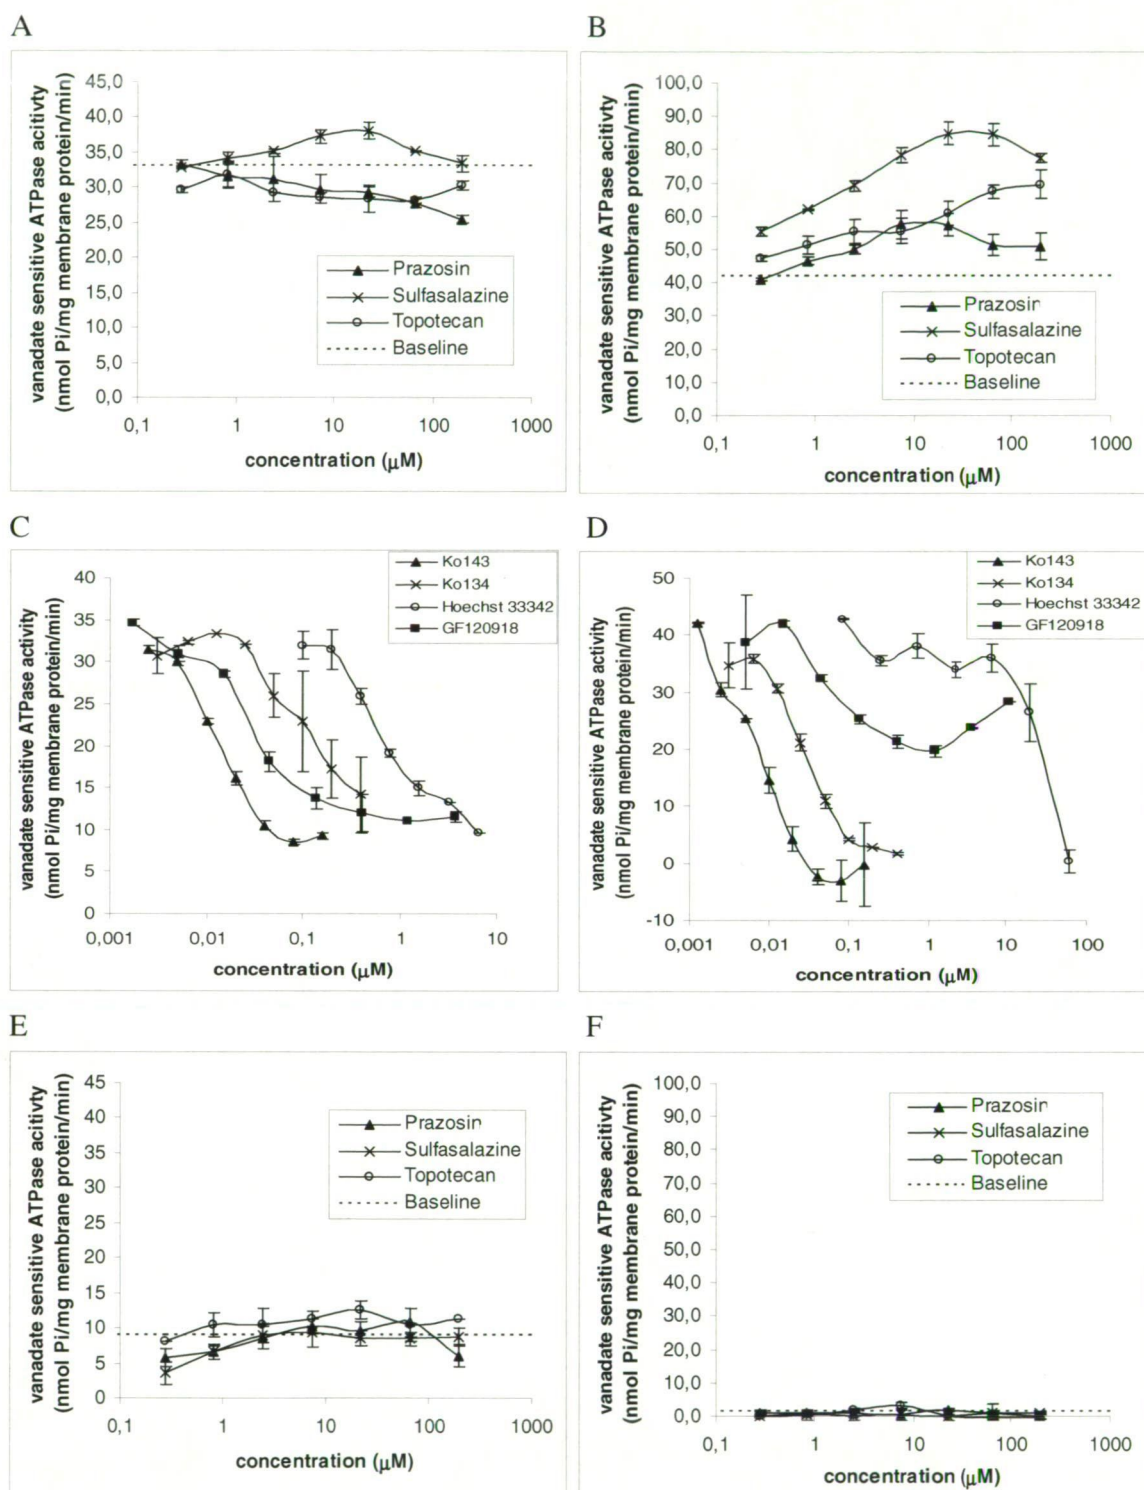 A
vanadate sensitive ATPase acitivty
(nmol Pi/mg membrane protein/min)
45,0
40,0
35,0
30,0
25,0
20,0
15,0
10,0
5,0
0,0
Prazosin
Sulfasalazine
Topotecan
Baseline
0,1
1
10
100
1000
concentration (µM)
B
vanadate sensitive ATPase acitivty
(nmol Pi/mg membrane protein/min)
100,0
90,0
80,0
70,0
60,0
50,0
40,0
30,0
20,0
10,0
0,0
Prazosin
Sulfasalazine
Topotecan
Baseline
0,1
1
10
100
1000
concentration (µM)
C
vanadate sensitive ATPase activity
(nmol Pi/mg membrane protein/min)
40
35
30
25
20
15
10
5
0
Ko143
Ko134
Hoechst 33342
GF120918
0,001
0,01
0,1
1
10
concentration (µM)
D
vanadate sensitive ATPase activity
(nmol Pi/mg membrane protein/min)
50
40
30
20
10
0
-10
Ko143
Ko134
Hoechst 33342
GF120918
0,001
0,01
0,1
1
10
100
concentration (µM)
E
vanadate sensitive ATPase acitivty
(nmol Pi/mg membrane protein/min)
45
40
35
30
25
20
15
10
5
0
Prazosin
Sulfasalazine
Topotecan
Baseline
0,1
1
10
100
1000
concentration (µM)
F
vanadate sensitive ATPase acitivty
(nmol Pi/mg membrane protein/min)
100,0
90,0
80,0
70,0
60,0
50,0
40,0
30,0
20,0
10,0
0,0
Prazosin
Sulfasalazine
Topotecan
Baseline
0,1
1
10
100
1000
concentration (µM)